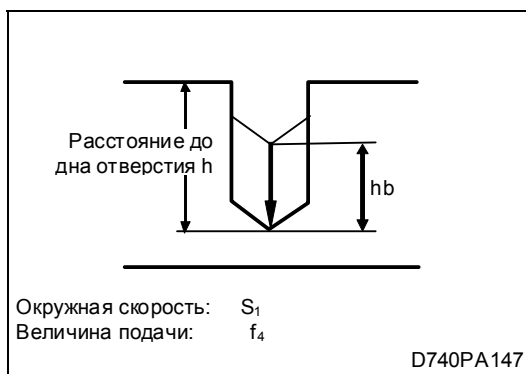 Расстояние до
дна отверстия h
hb
Окружная скорость: S₁
Величина подачи: f₄
D740PA147